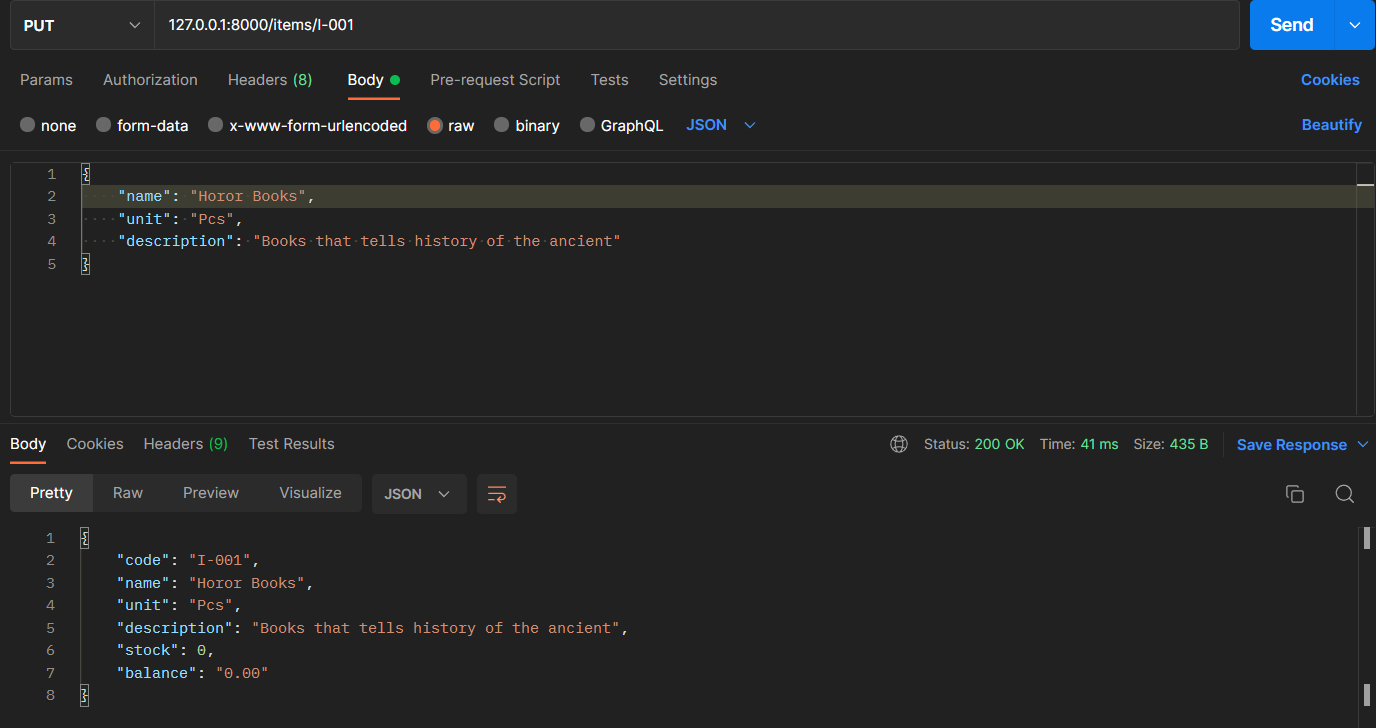 PUT 127.0.0.1:8000/items/I-001 Send
Params Authorization Headers (8) Body Pre-request Script Tests Settings Cookies
none form-data x-www-form-urlencoded raw binary GraphQL JSON Beautify
1 {
2 "name": "Horor Books",
3 "unit": "Pcs",
4 "description": "Books that tells history of the ancient"
5 }
Body Cookies Headers (9) Test Results Status: 200 OK Time: 41 ms Size: 435 B Save Response
Pretty Raw Preview Visualize JSON
1 {
2 "code": "I-001",
3 "name": "Horor Books",
4 "unit": "Pcs",
5 "description": "Books that tells history of the ancient",
6 "stock": 0,
7 "balance": "0.00"
8 }